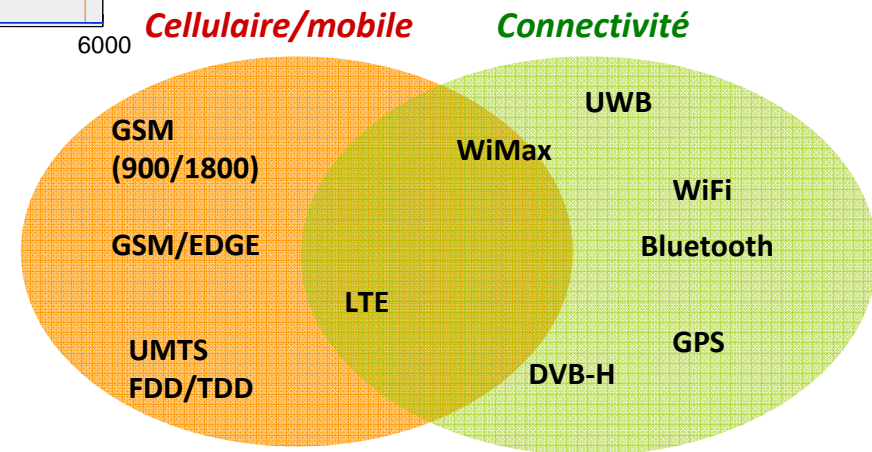 6000
Cellulaire/mobile
Connectivité
GSM
(900/1800)
GSM/EDGE
UMTS
FDD/TDD
LTE
WiMax
UWB
WiFi
Bluetooth
GPS
DVB-H